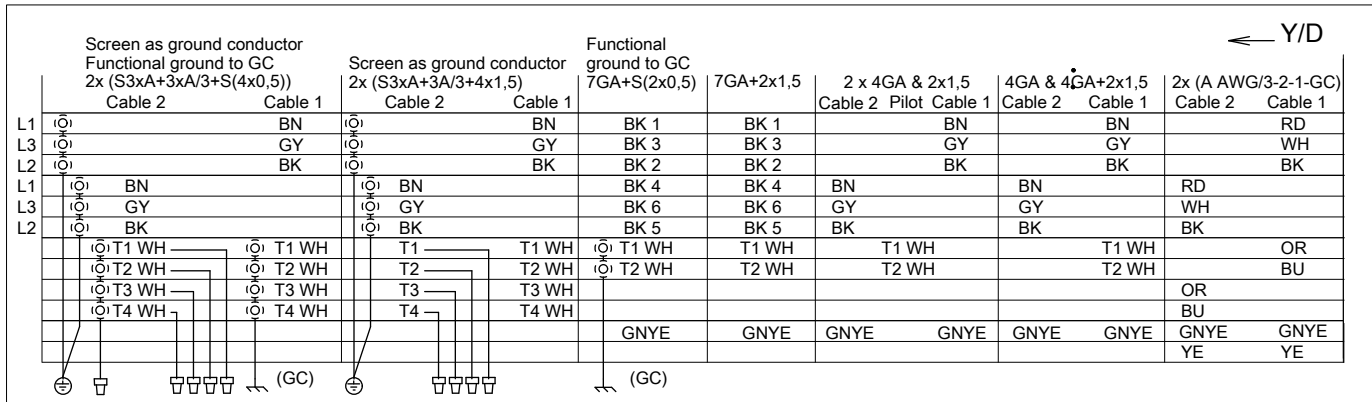 Y/D
Screen as ground conductor
Functional ground to GC
2x (S3xA+3xA/3+S(4x0,5))
Cable 2 Cable 1
Screen as ground conductor
2x (S3xA+3A/3+4x1,5)
Cable 2 Cable 1
Functional
ground to GC
7GA+S(2x0,5)
7GA+2x1,5
2 x 4GA & 2x1,5
Cable 2 Pilot Cable 1
4GA & 4GA+2x1,5
Cable 2 Cable 1
2x (A AWG/3-2-1-GC)
Cable 2 Cable 1
L1 BN BN BK 1 BK 1 BN BN RD
L3 GY GY BK 3 BK 3 GY GY WH
L2 BK BK BK 2 BK 2 BK BK BK
L1 BN BN BK 4 BK 4 BN BN RD
L3 GY GY BK 6 BK 6 GY GY WH
L2 BK BK BK 5 BK 5 BK BK BK
T1 WH T1 WH T1 T1 WH T1 WH T1 WH T1 WH T1 WH OR
T2 WH T2 WH T2 T2 WH T2 WH T2 WH T2 WH T2 WH BU
T3 WH T3 WH T3 T3 WH OR
T4 WH T4 WH T4 T4 WH BU
GNYE GNYE GNYE GNYE GNYE GNYE GNYE GNYE
YE YE
(GC) (GC)